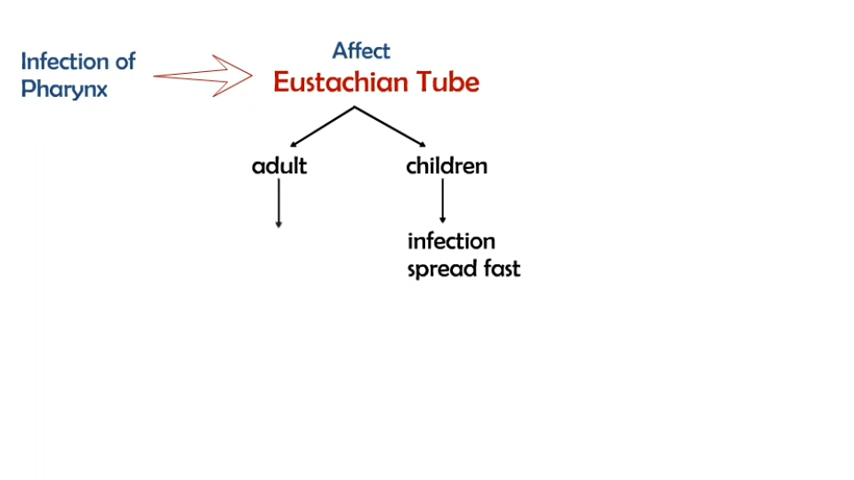 Infection of
Pharynx
Affect
Eustachian Tube
adult
children
infection
spread fast